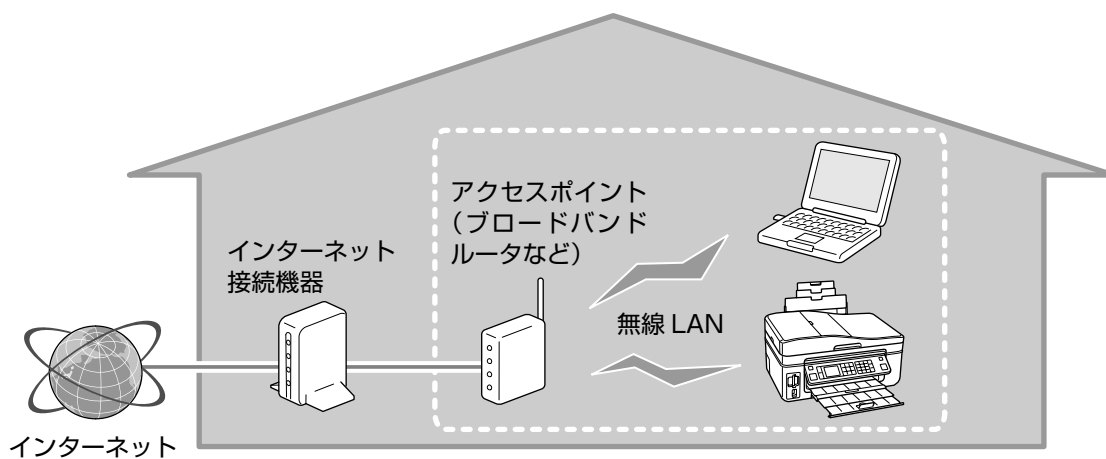 アクセスポイント
（ブロードバンド
ルータなど）
インターネット
接続機器
無線 LAN
インターネット